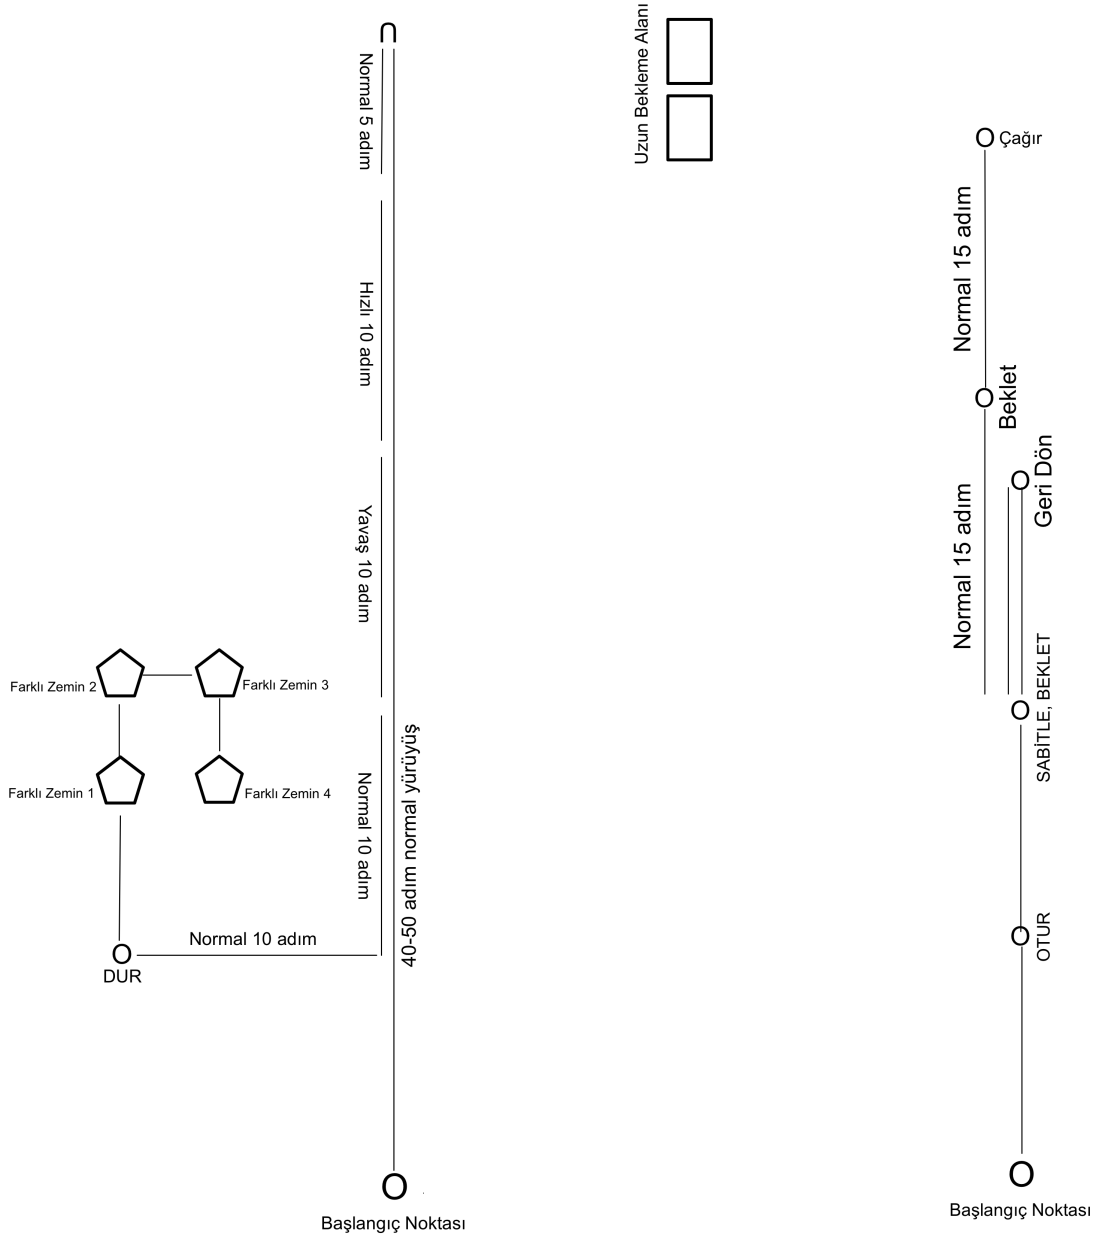 Normal 5 adım
Hızlı 10 adım
Yavaş 10 adım
Normal 10 adım
40-50 adım normal yürüyüş
Farklı Zemin 2
Farklı Zemin 3
Farklı Zemin 1
Farklı Zemin 4
Normal 10 adım
DUR
Başlangıç Noktası
Uzun Bekleme Alanı
Çağır
Normal 15 adım
Beklet
Geri Dön
Normal 15 adım
SABİTLE, BEKLET
OTUR
Başlangıç Noktası